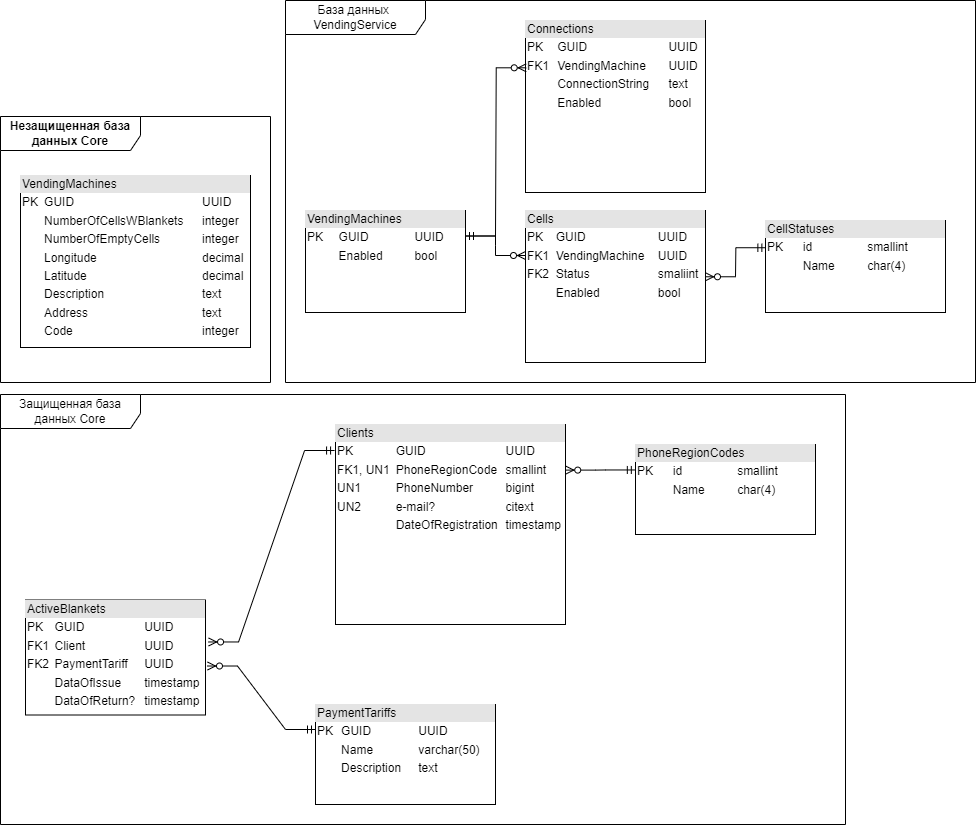 База данных
VendingService
Connections
PK GUID UUID
FK1 VendingMachine UUID
ConnectionString text
Enabled bool
Незащищенная база
данных Core
VendingMachines
PK GUID UUID
NumberOfCellsWBlankets integer
NumberOfEmptyCells integer
Longitude decimal
Latitude decimal
Description text
Address text
Code integer
VendingMachines
PK GUID UUID
Enabled bool
Cells
PK GUID UUID
FK1 VendingMachine UUID
FK2 Status smallint
Enabled bool
CellStatuses
PK id smallint
Name char(4)
Защищенная база
данных Core
Clients
PK GUID UUID
FK1, UN1 PhoneRegionCode smallint
UN1 PhoneNumber bigint
UN2 e-mail? citext
DateOfRegistration timestamp
PhoneRegionCodes
PK id smallint
Name char(4)
ActiveBlankets
PK GUID UUID
FK1 Client UUID
FK2 PaymentTariff UUID
DataOfIssue timestamp
DataOfReturn? timestamp
PaymentTariffs
PK GUID UUID
Name varchar(50)
Description text